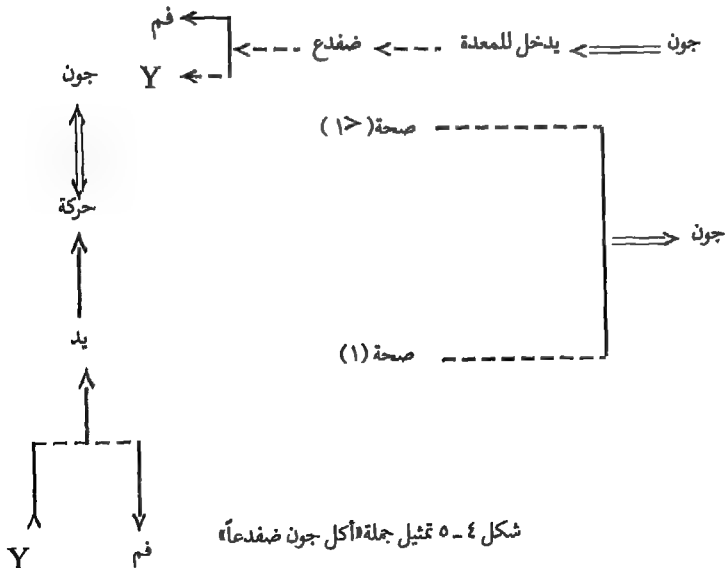 جون يدخل للمعدة ضفدع فم
Y
جون
صحة (<١)
حركة
جون
يد
صحة (١)
Y فم
شكل ٤ – ٥ تمثيل جملة «أكل جون ضفدعاً»